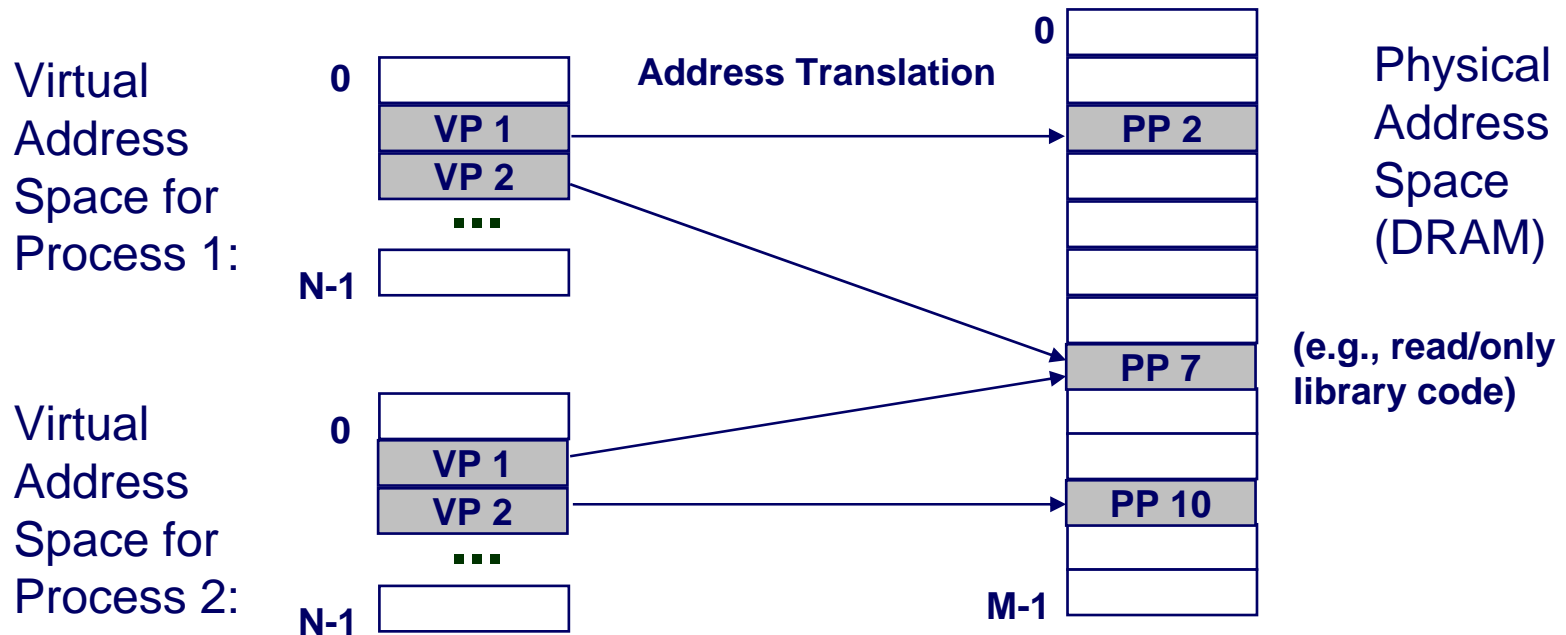 Virtual
Address
Space for
Process 1:
0
VP 1
VP 2
...
N-1
Address Translation
Virtual
Address
Space for
Process 2:
0
VP 1
VP 2
...
N-1
0
PP 2
PP 7
PP 10
M-1
Physical
Address
Space
(DRAM)
(e.g., read/only
library code)